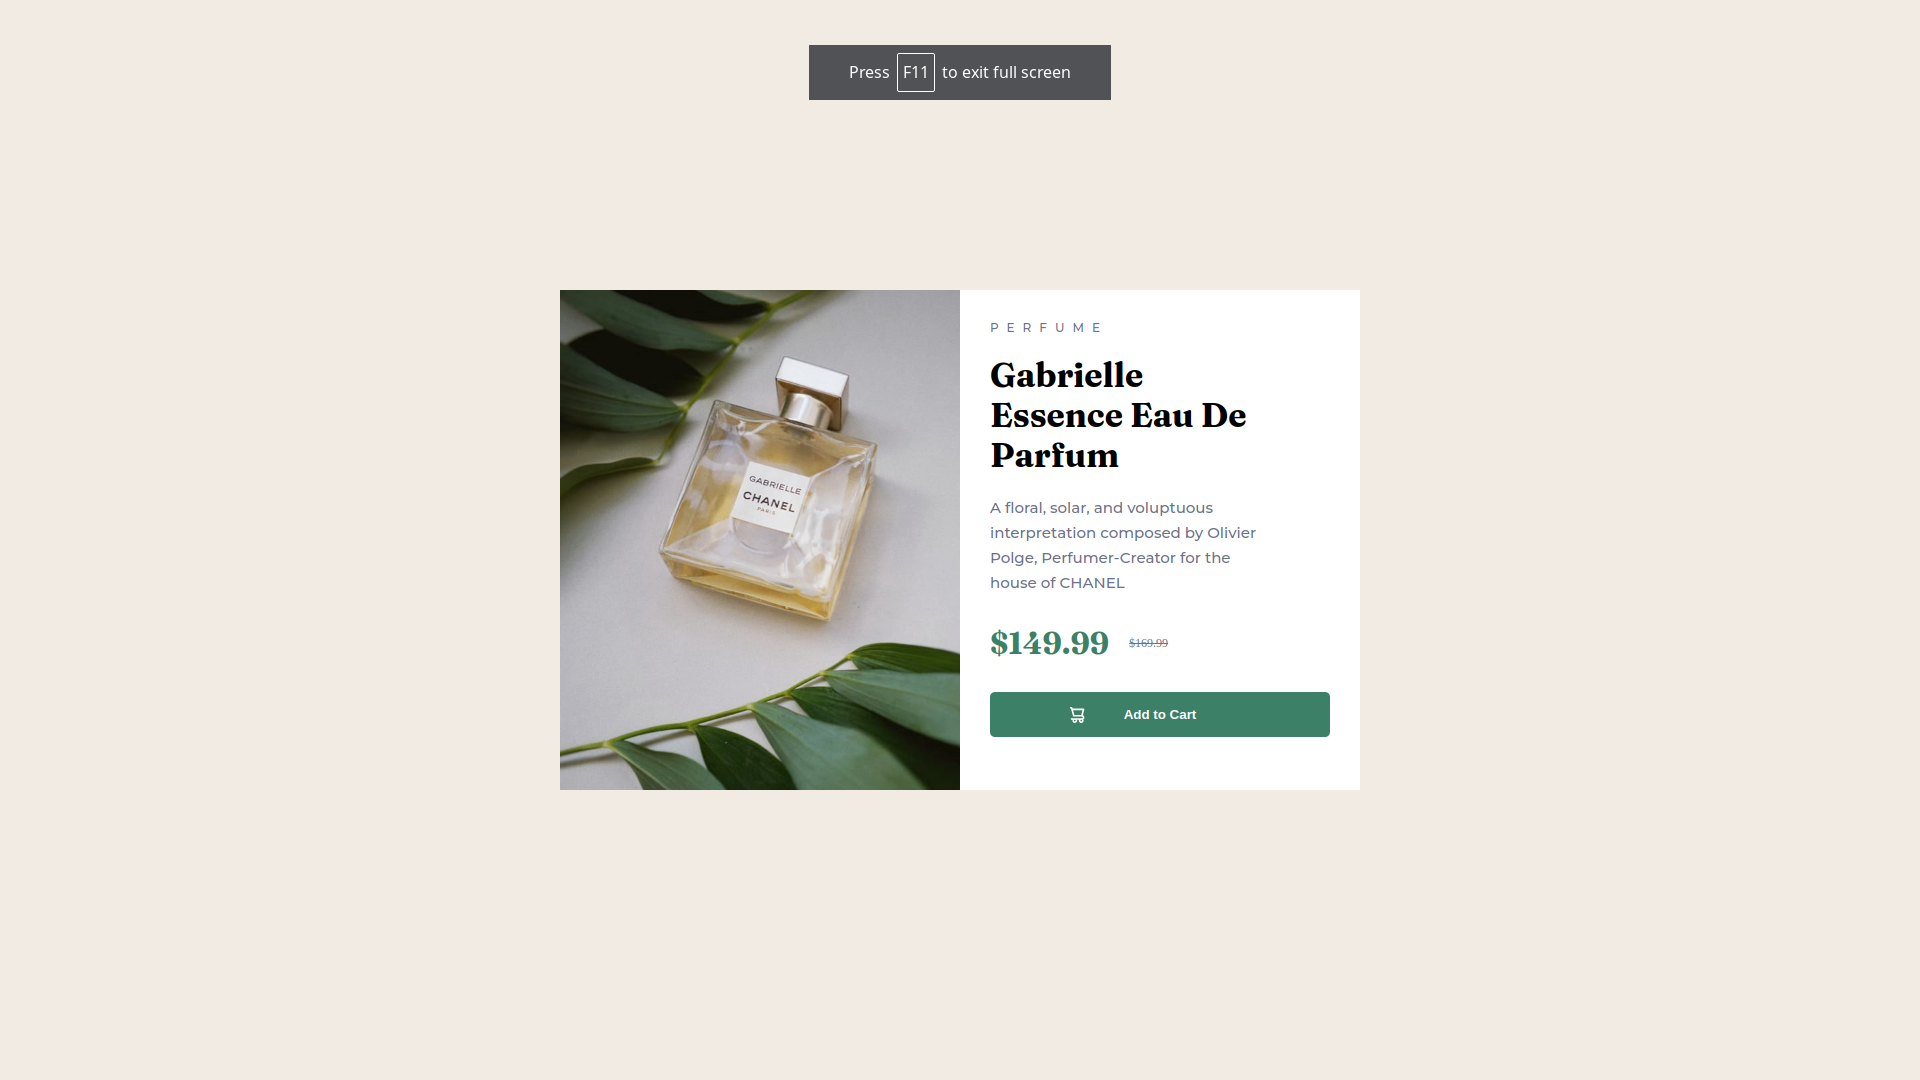 Press F11 to exit full screen
PERFUME
Gabrielle
Essence Eau De
Parfum
A floral, solar, and voluptuous
interpretation composed by Olivier
Polge, Perfumer-Creator for the
house of CHANEL
$149.99 $169.99
Add to Cart
GABRIELLE
CHANEL
PARIS